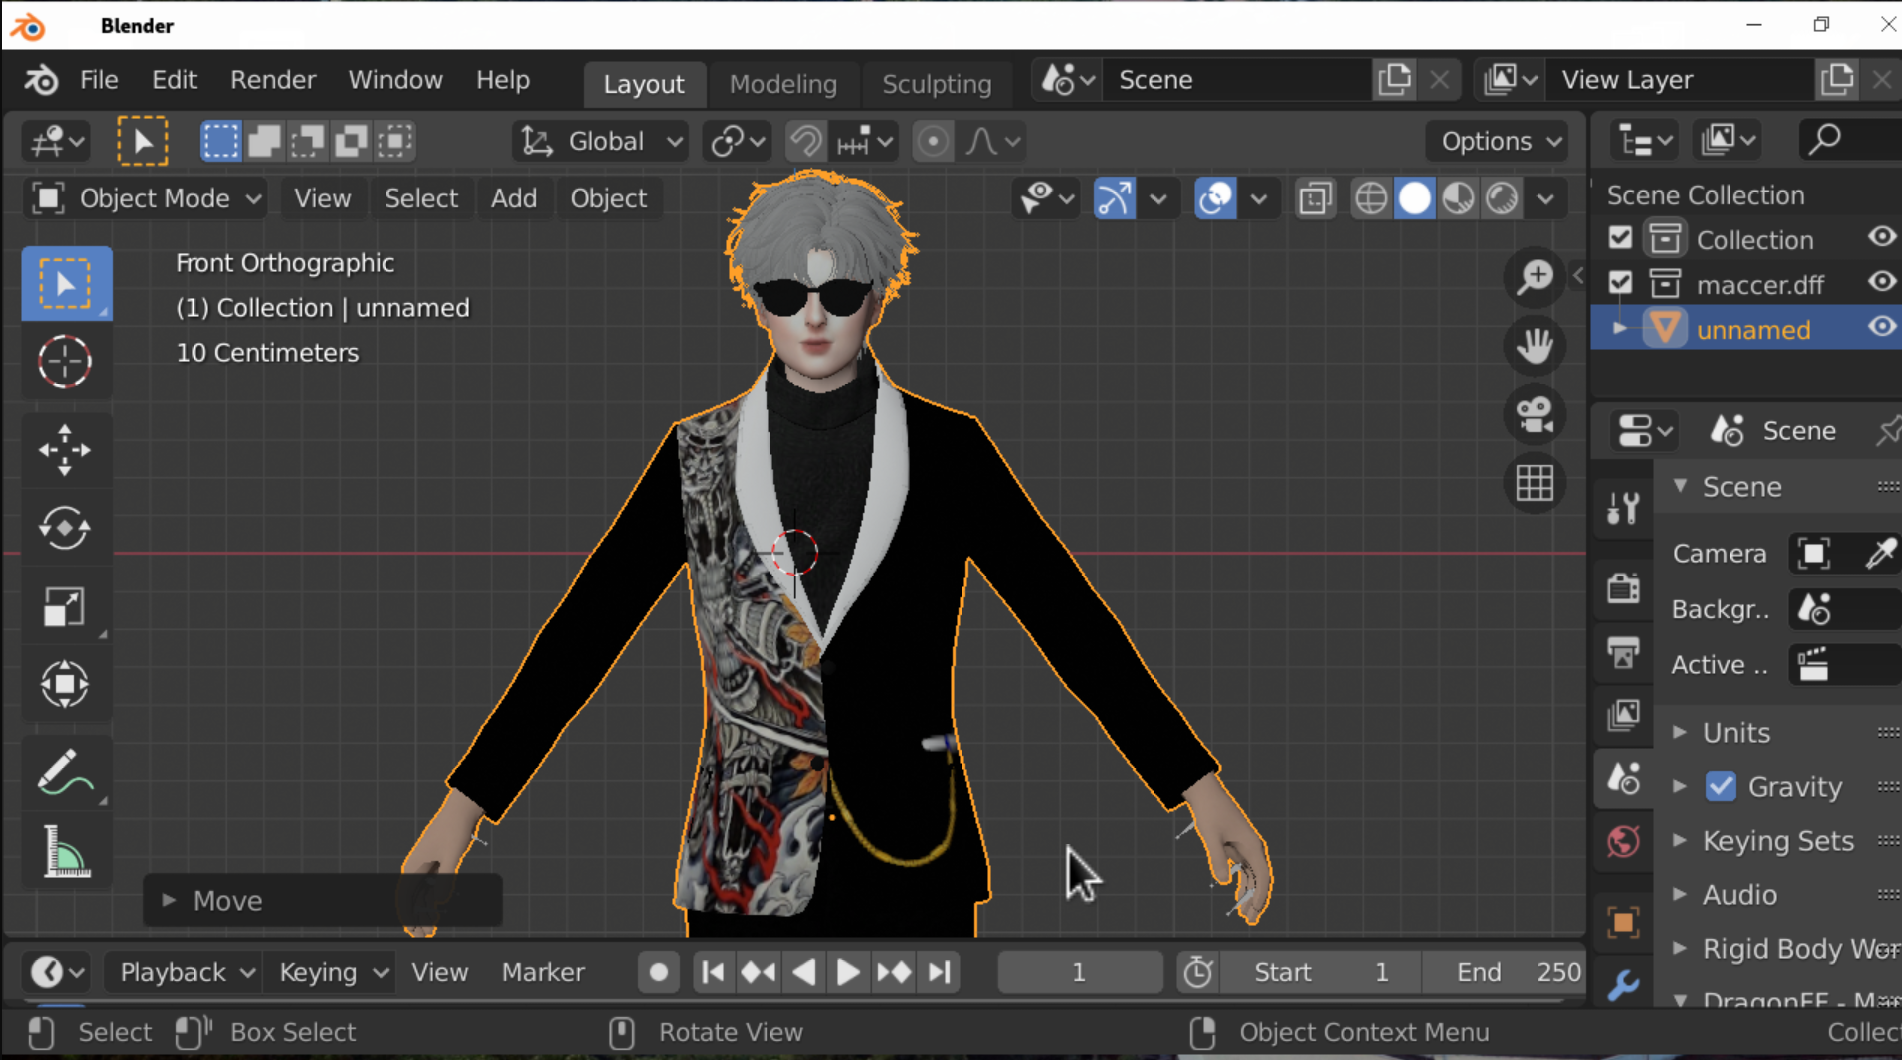 Blender
File Edit Render Window Help Layout Modeling Sculpting Scene View Layer
Global Options
Object Mode View Select Add Object
Front Orthographic
(1) Collection | unnamed
10 Centimeters
Move
Scene Collection
Collection
maccer.dff
unnamed
Scene
Scene
Camera
Backgr..
Active ..
Units
Gravity
Keying Sets
Audio
Rigid Body Wor
DragonFF - Ma
Playback Keying View Marker 1 Start 1 End 250
Select Box Select Rotate View Object Context Menu Collec